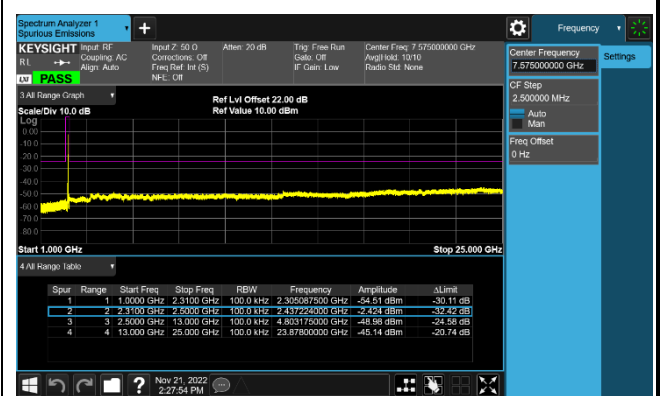 Spectrum Analyzer 1
Spurious Emissions
Frequency
KEYSIGHT Input: RF Input Z: 50 Ω Atten: 20 dB Trig: Free Run Center Freq: 7.575000000 GHz
RL Coupling: AC Corrections: Off Gate: Off Avg|Hold: 10/10
Align: Auto Freq Ref: Int (S) IF Gain: Low Radio Std: None
LXI PASS NFE: Off
Center Frequency
7.575000000 GHz
Settings
CF Step
2.500000 MHz
Auto
Man
Freq Offset
0 Hz
3 All Range Graph
Scale/Div 10.0 dB
Ref Lvl Offset 22.00 dB
Ref Value 10.00 dBm
Log
0.00
-10.0
-20.0
-30.0
-40.0
-50.0
-60.0
-70.0
-80.0
Start 1.000 GHz Stop 25.000 GHz
4 All Range Table
Spur Range Start Freq Stop Freq RBW Frequency Amplitude ΔLimit
1 1 1.0000 GHz 2.3100 GHz 100.0 kHz 2.305087500 GHz -54.51 dBm -30.11 dB
2 2 2.3100 GHz 2.5000 GHz 100.0 kHz 2.437224000 GHz -2.424 dBm -32.42 dB
3 3 2.5000 GHz 13.000 GHz 100.0 kHz 4.803175000 GHz -48.98 dBm -24.58 dB
4 4 13.000 GHz 25.000 GHz 100.0 kHz 23.87800000 GHz -45.14 dBm -20.74 dB
Nov 21, 2022
2:27:54 PM